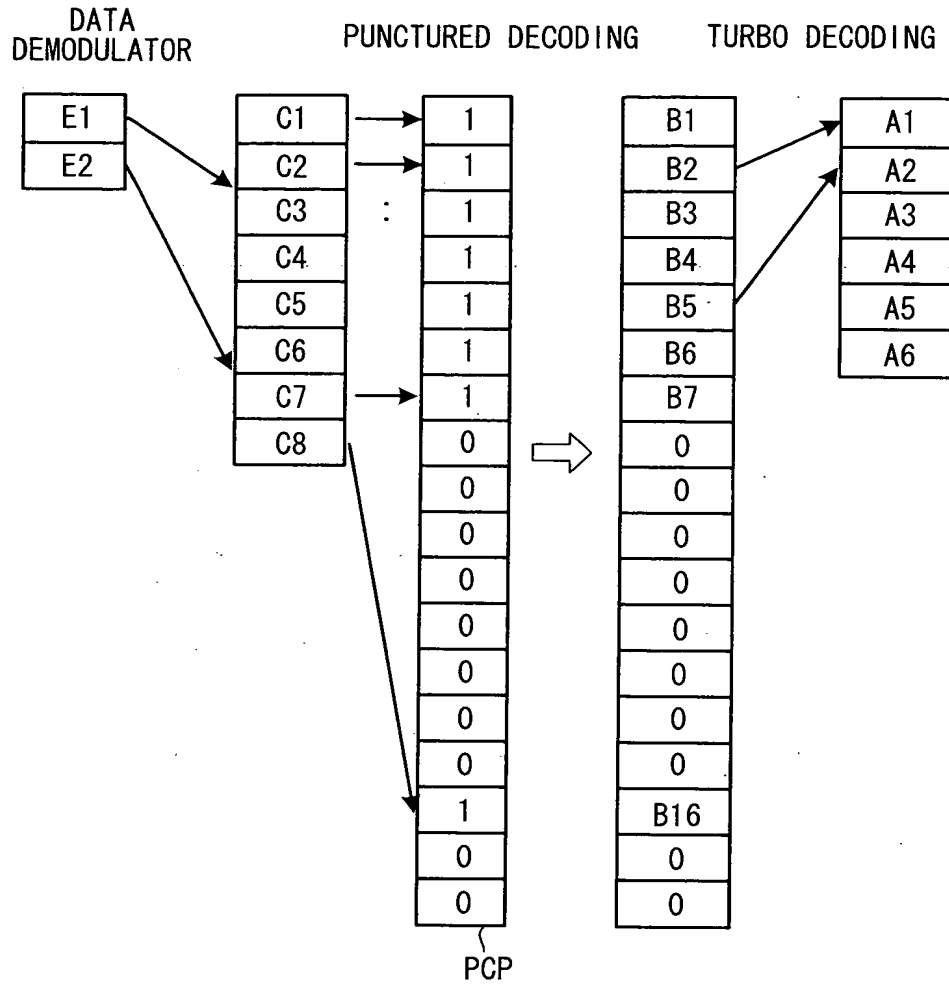 DATA
DEMODULATOR
PUNCTURED DECODING
TURBO DECODING
E1
E2
C1
C2
C3
C4
C5
C6
C7
C8
:
1
1
1
1
1
1
1
0
0
0
0
0
0
0
0
1
0
0
PCP
B1
B2
B3
B4
B5
B6
B7
0
0
0
0
0
0
0
0
B16
0
0
A1
A2
A3
A4
A5
A6